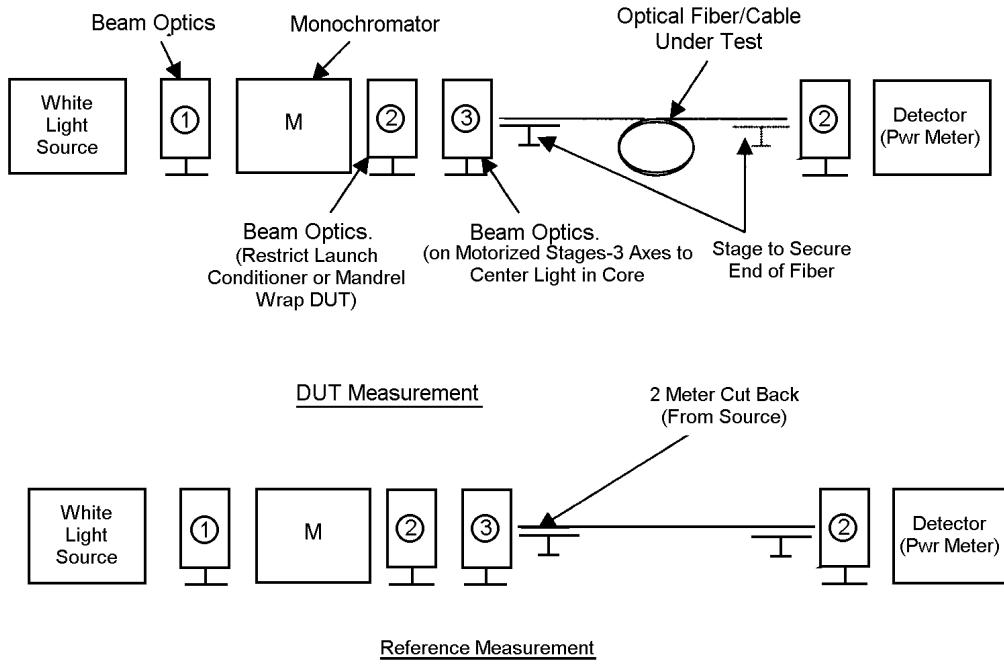 Beam Optics
Monochromator
Optical Fiber/Cable
Under Test
White
Light
Source
1
M
2
3
2
Detector
(Pwr Meter)
Beam Optics.
(Restrict Launch
Conditioner or Mandrel
Wrap DUT)
Beam Optics.
(on Motorized Stages-3 Axes to
Center Light in Core
Stage to Secure
End of Fiber
DUT Measurement
2 Meter Cut Back
(From Source)
White
Light
Source
1
M
2
3
2
Detector
(Pwr Meter)
Reference Measurement